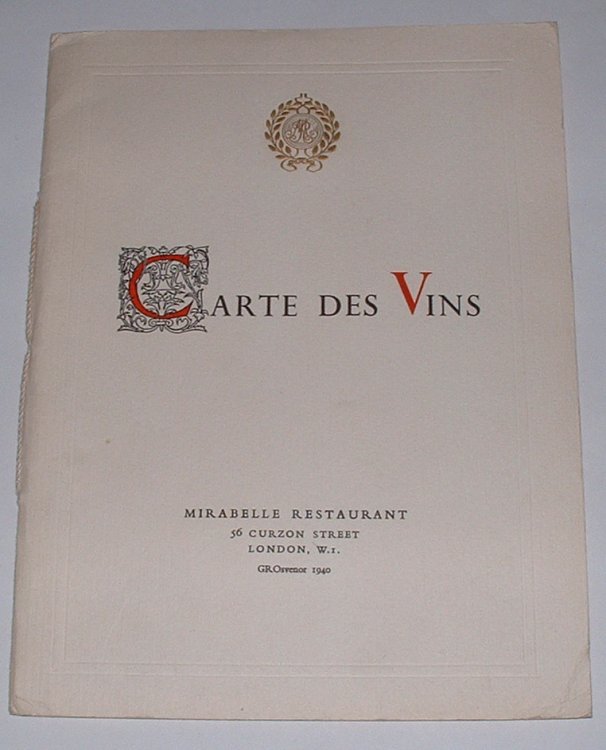 CARTE DES VINS
MIRABELLE RESTAURANT
56 CURZON STREET
LONDON, W.1.
GROsvenor 1940